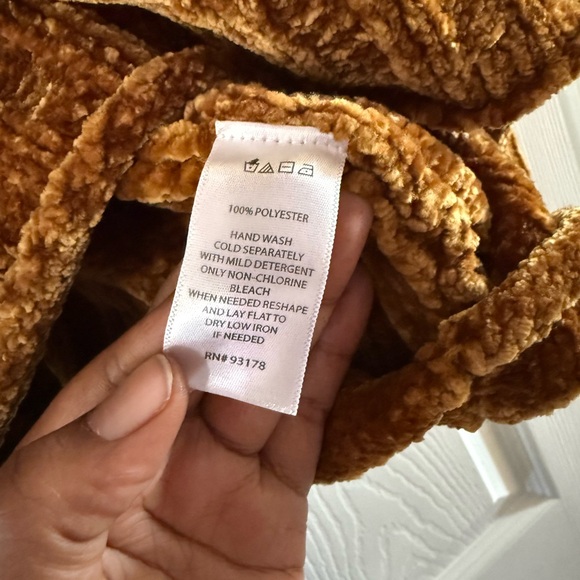 100% POLYESTER
HAND WASH
COLD SEPARATELY
WITH MILD DETERGENT
ONLY NON-CHLORINE
BLEACH
WHEN NEEDED RESHAPE
AND LAY FLAT TO
DRY LOW IRON
IF NEEDED
RN# 93178